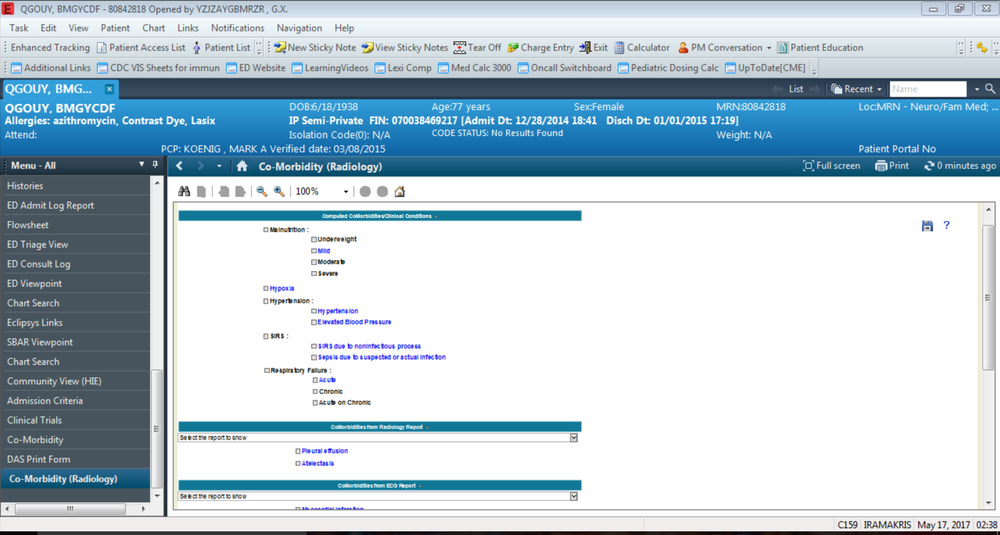 QGOUY, BMGYCDF - 80842818 Opened by YZJZAYGBMRZR , G.X.
Task Edit View Patient Chart Links Notifications Navigation Help
Enhanced Tracking Patient Access List Patient List New Sticky Note View Sticky Notes Tear Off Charge Entry Exit Calculator PM Conversation Patient Education
Additional Links CDC VIS Sheets for immun ED Website LearningVideos Lexi Comp Med Calc 3000 Oncall Switchboard Pediatric Dosing Calc UpToDate[CME]
QGOUY, BMG... List Recent Name
QGOUY, BMGYCDF DOB:6/18/1938 Age:77 years Sex:Female MRN:80842818 Loc:MRN - Neuro/Fam Med; ...
Allergies: azithromycin, Contrast Dye, Lasix IP Semi-Private FIN: 070038469217 [Admit Dt: 12/28/2014 18:41 Disch Dt: 01/01/2015 17:19]
Attend: Isolation Code(0): N/A CODE STATUS: No Results Found Weight: N/A
PCP: KOENIG , MARK A Verified date: 03/08/2015 Patient Portal No
Menu - All Co-Morbidity (Radiology) Full screen Print 0 minutes ago
100%
Histories
ED Admit Log Report
Flowsheet
ED Triage View
ED Consult Log
ED Viewpoint
Chart Search
Eclipsys Links
SBAR Viewpoint
Chart Search
Community View (HIE)
Admission Criteria
Clinical Trials
Co-Morbidity
DAS Print Form
Co-Morbidity (Radiology)
Computed CoMorbidities/Clinical Conditions -
?
Malnutrition :
Underweight
Mild
Moderate
Severe
Hypoxia
Hypertension :
Hypertension
Elevated Blood Pressure
SIRS :
SIRS due to noninfectious process
Sepsis due to suspected or actual infection
Respiratory Failure :
Acute
Chronic
Acute on Chronic
CoMorbidities from Radiology Report -
Select the report to show
Pleural effusion
Atelectasis
CoMorbidities from ECG Report -
Select the report to show
Myocardial Infarction
C159 IRAMAKRIS May 17, 2017 02:38